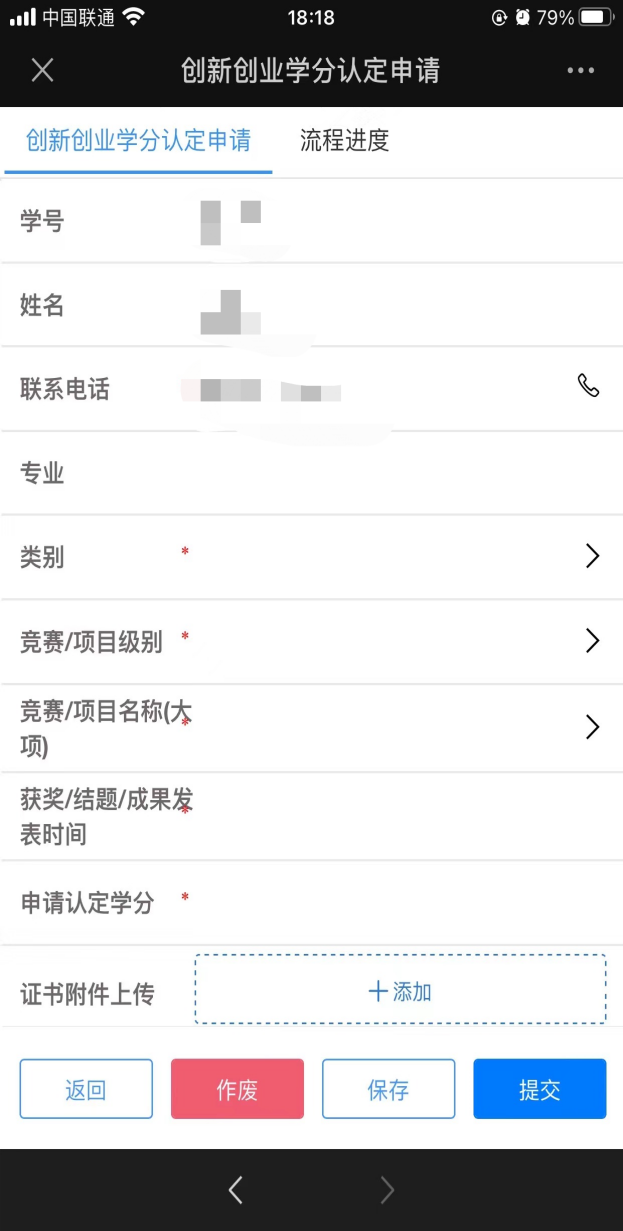 中国联通 18:18 79%
创新创业学分认定申请
创新创业学分认定申请 流程进度
学号
姓名
联系电话
专业
类别 *
竞赛/项目级别 *
竞赛/项目名称(大 *
项)
获奖/结题/成果发 *
表时间
申请认定学分 *
证书附件上传 +添加
返回 作废 保存 提交